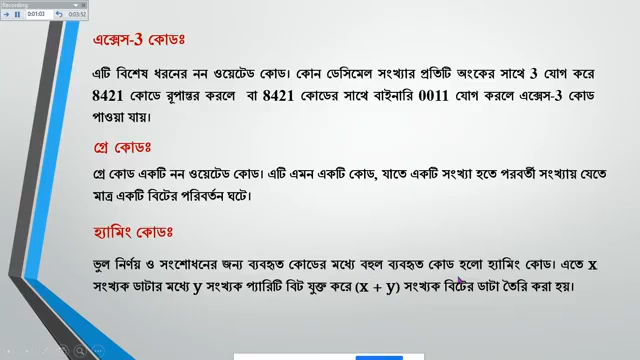 Recording
0:01:03
0:03:52
এক্সেস-3 কোডঃ
এটি বিশেষ ধরনের নন ওয়েটেড কোড। কোন ডেসিমেল সংখ্যার প্রতিটি অংকের সাথে 3 যোগ করে
8421 কোডে রূপান্তর করলে বা 8421 কোডের সাথে বাইনারি 0011 যোগ করলে এক্সেস-3 কোড
পাওয়া যায়।
গ্রে কোডঃ
গ্রে কোড একটি নন ওয়েটেড কোড। এটি এমন একটি কোড, যাতে একটি সংখ্যা হতে পরবর্তী সংখ্যায় যেতে
মাত্র একটি বিটের পরিবর্তন ঘটে।
হ্যামিং কোডঃ
ভুল নির্ণয় ও সংশোধনের জন্য ব্যবহৃত কোডের মধ্যে বহুল ব্যবহৃত কোড হলো হ্যামিং কোড। এতে x
সংখ্যক ডাটার মধ্যে y সংখ্যক প্যারিটি বিট যুক্ত করে (x + y) সংখ্যক বিটের ডাটা তৈরি করা হয়।